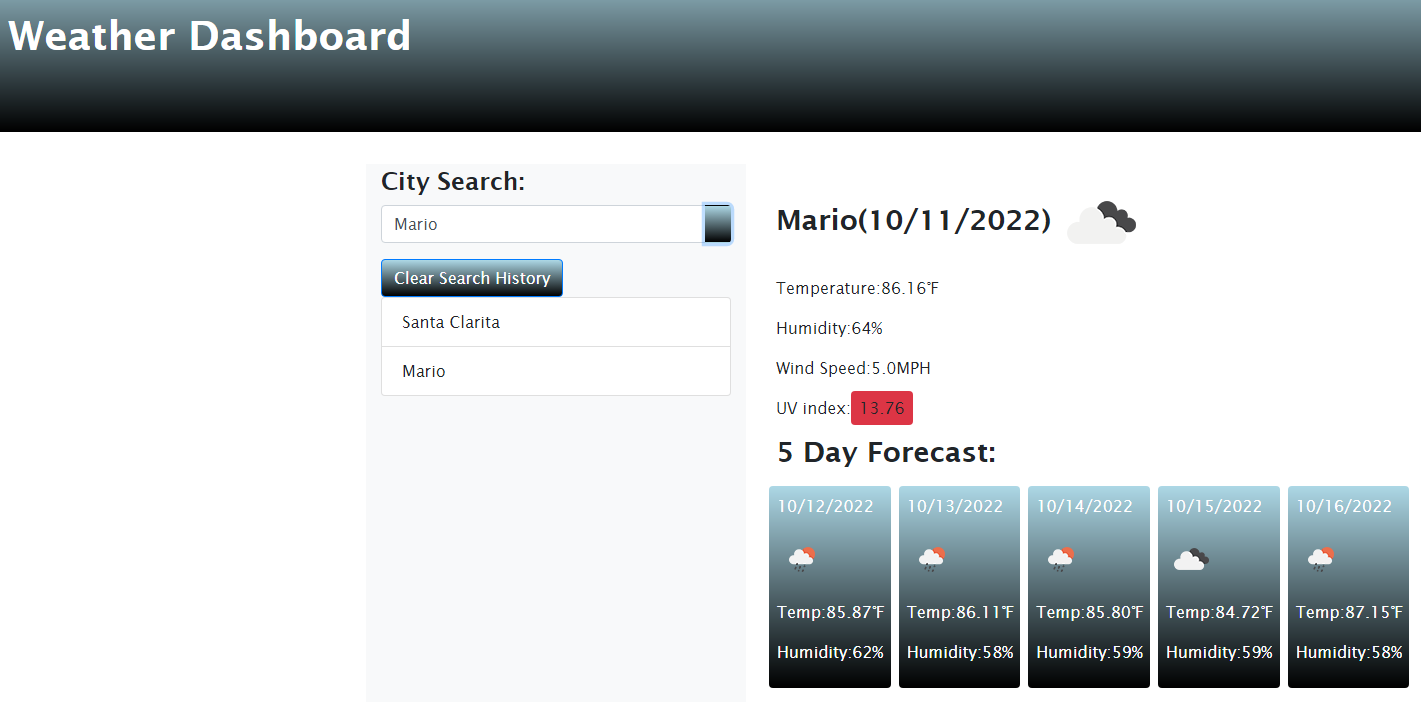 Weather Dashboard
City Search:
Mario
Clear Search History
Santa Clarita
Mario
Mario(10/11/2022)
Temperature:86.16°F
Humidity:64%
Wind Speed:5.0MPH
UV index:13.76
5 Day Forecast:
10/12/2022
Temp:85.87°F
Humidity:62%
10/13/2022
Temp:86.11°F
Humidity:58%
10/14/2022
Temp:85.80°F
Humidity:59%
10/15/2022
Temp:84.72°F
Humidity:59%
10/16/2022
Temp:87.15°F
Humidity:58%